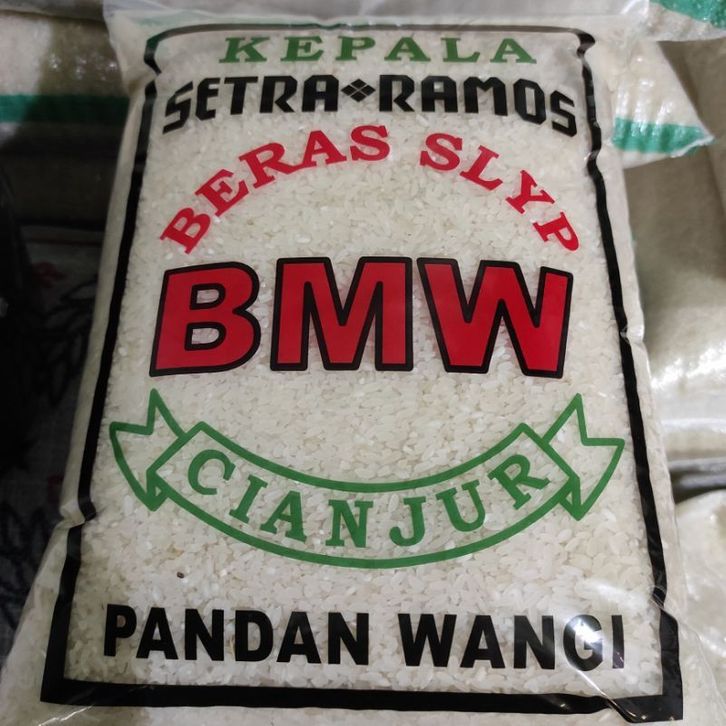 KEPALA
SETRA❖RAMOS
BERAS SLYP
BMW
CIANJUR
PANDAN WANGI